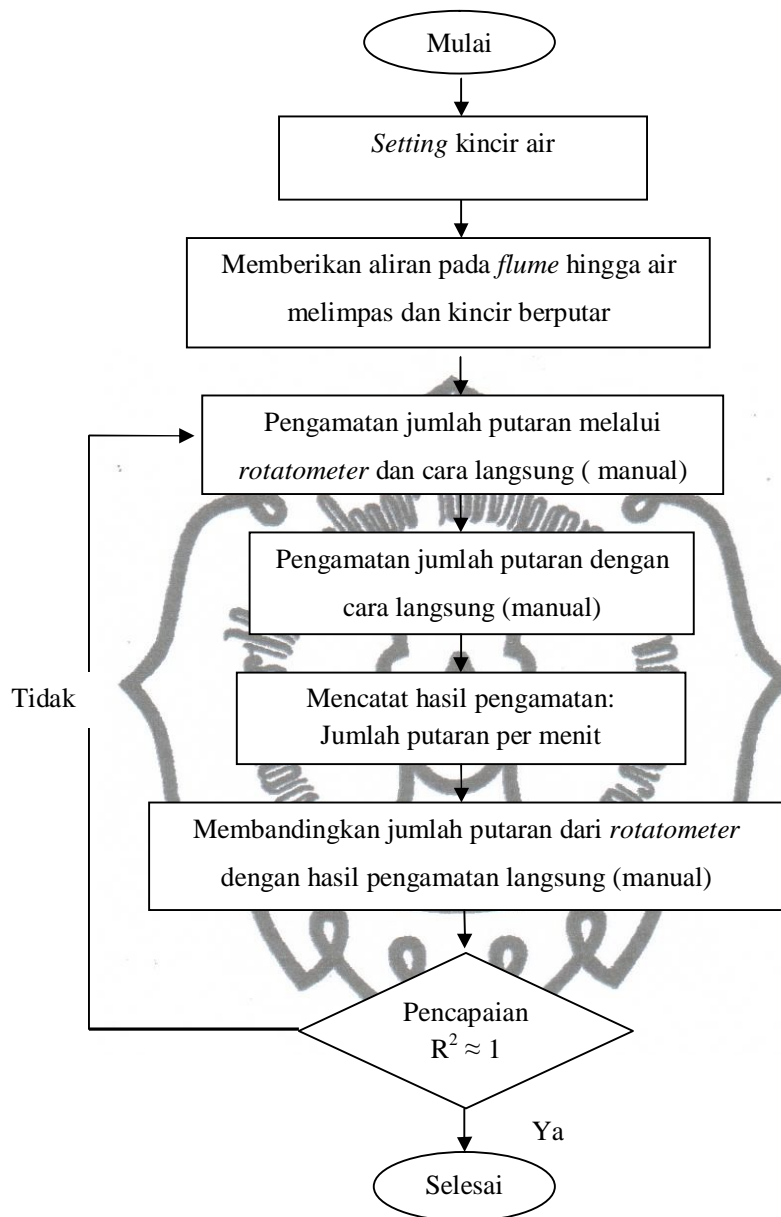 Mulai
Setting kincir air
Memberikan aliran pada flume hingga air
melimpas dan kincir berputar
Pengamatan jumlah putaran melalui
rotatometer dan cara langsung ( manual)
Pengamatan jumlah putaran dengan
cara langsung (manual)
Tidak
Mencatat hasil pengamatan:
Jumlah putaran per menit
Membandingkan jumlah putaran dari rotatometer
dengan hasil pengamatan langsung (manual)
Pencapaian
R² ≈ 1
Ya
Selesai